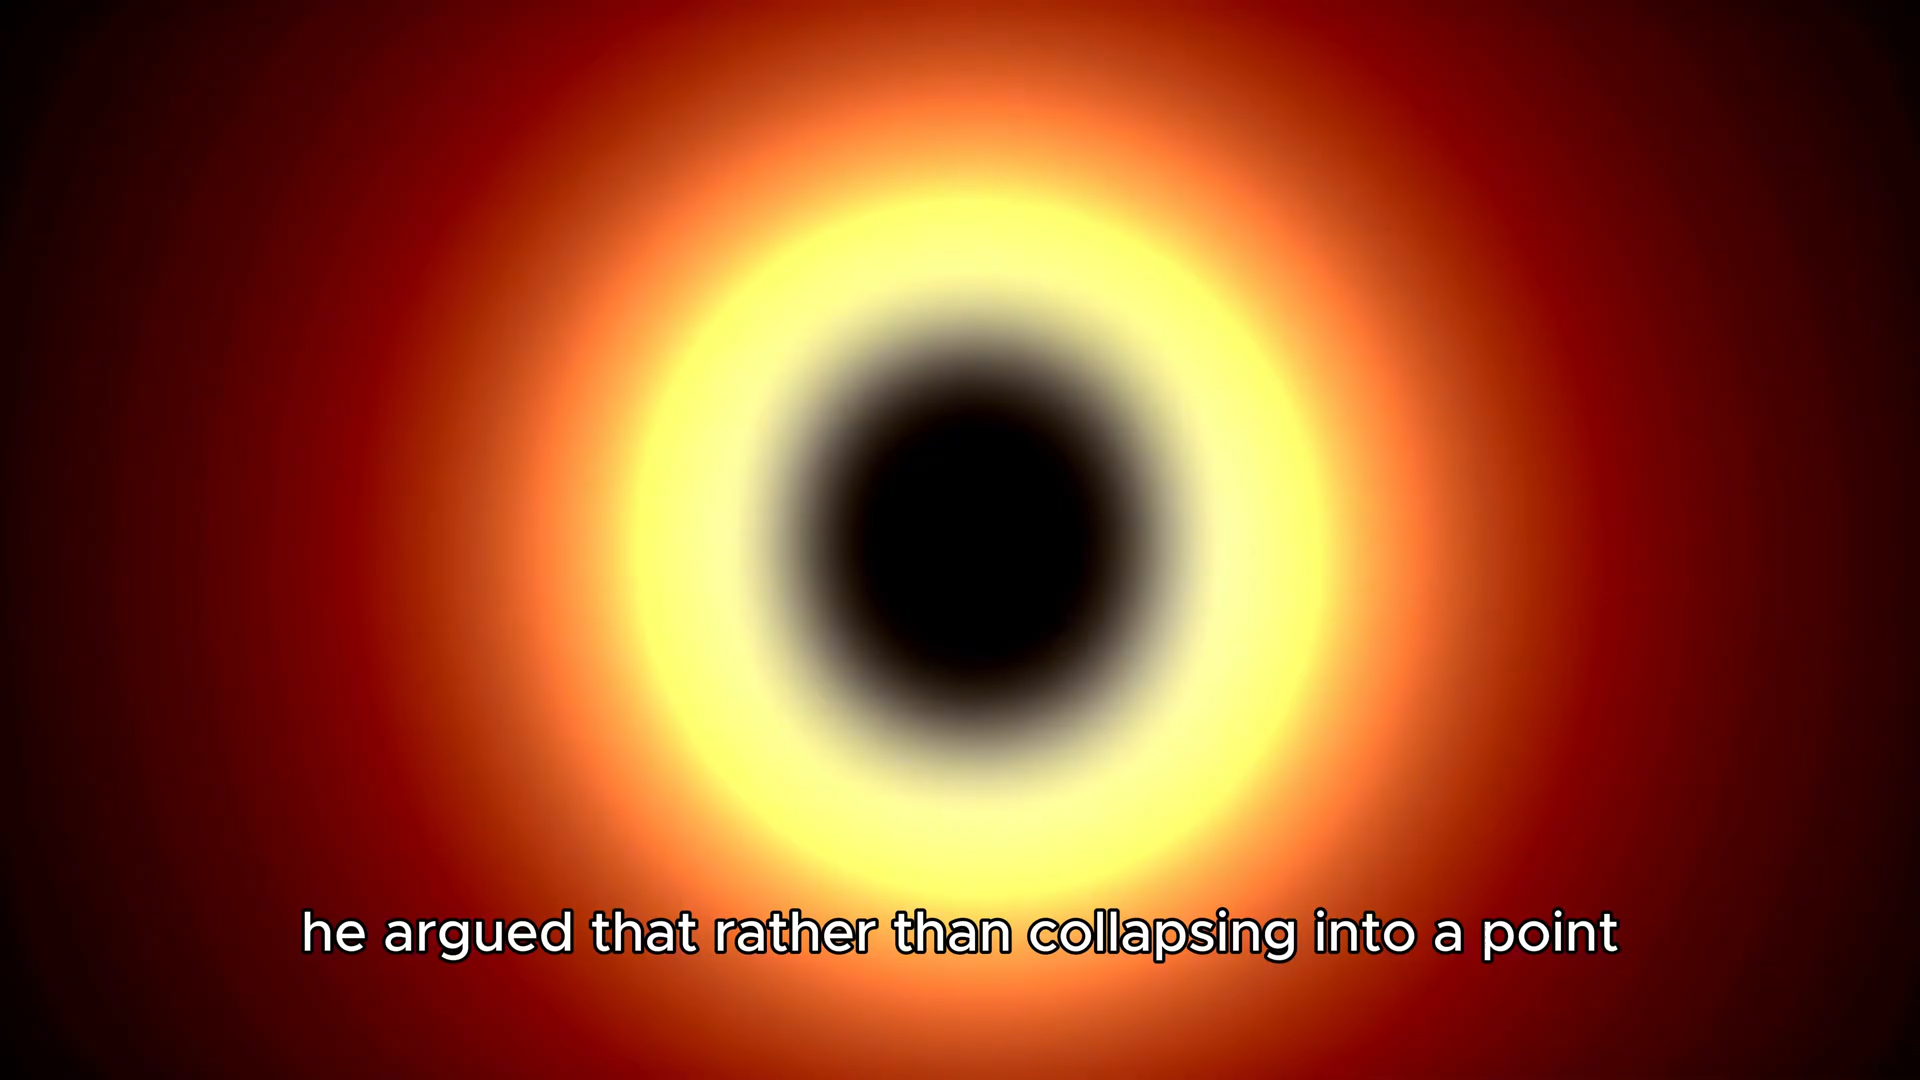 he argued that rather than collapsing into a point